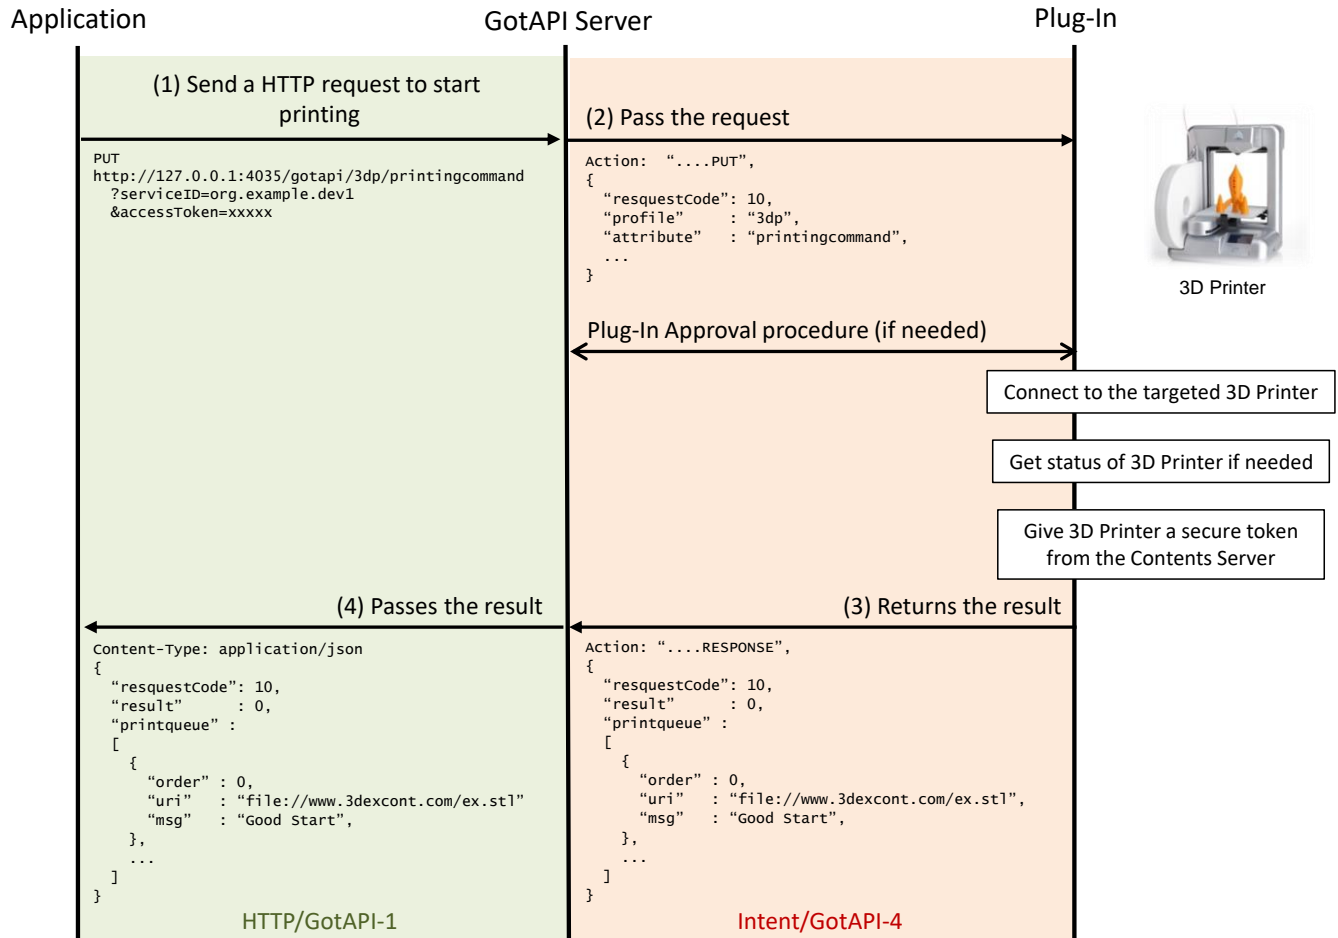 Application
GotAPI Server
Plug-In
(1) Send a HTTP request to start
printing
PUT
http://127.0.0.1:4035/gotapi/3dp/printingcommand
?serviceID=org.example.dev1
&accessToken=xxxxx
(2) Pass the request
Action:  “....PUT”,
{
“resquestCode”: 10,
“profile”     : “3dp”,
“attribute”   : “printingcommand”,
...
}
3D Printer
Plug-In Approval procedure (if needed)
Connect to the targeted 3D Printer
Get status of 3D Printer if needed
Give 3D Printer a secure token
from the Contents Server
(3) Returns the result
Action: “....RESPONSE”,
{
“resquestCode”: 10,
“result”      : 0,
“printqueue” :
[
{
“order” : 0,
“uri”   : “file://www.3dexcont.com/ex.stl”,
“msg”   : “Good Start”,
},
...
]
}
(4) Passes the result
Content-Type: application/json
{
“resquestCode”: 10,
“result”      : 0,
“printqueue” :
[
{
“order” : 0,
“uri”   : “file://www.3dexcont.com/ex.stl”
“msg”   : “Good Start”,
},
...
]
}
HTTP/GotAPI-1
Intent/GotAPI-4